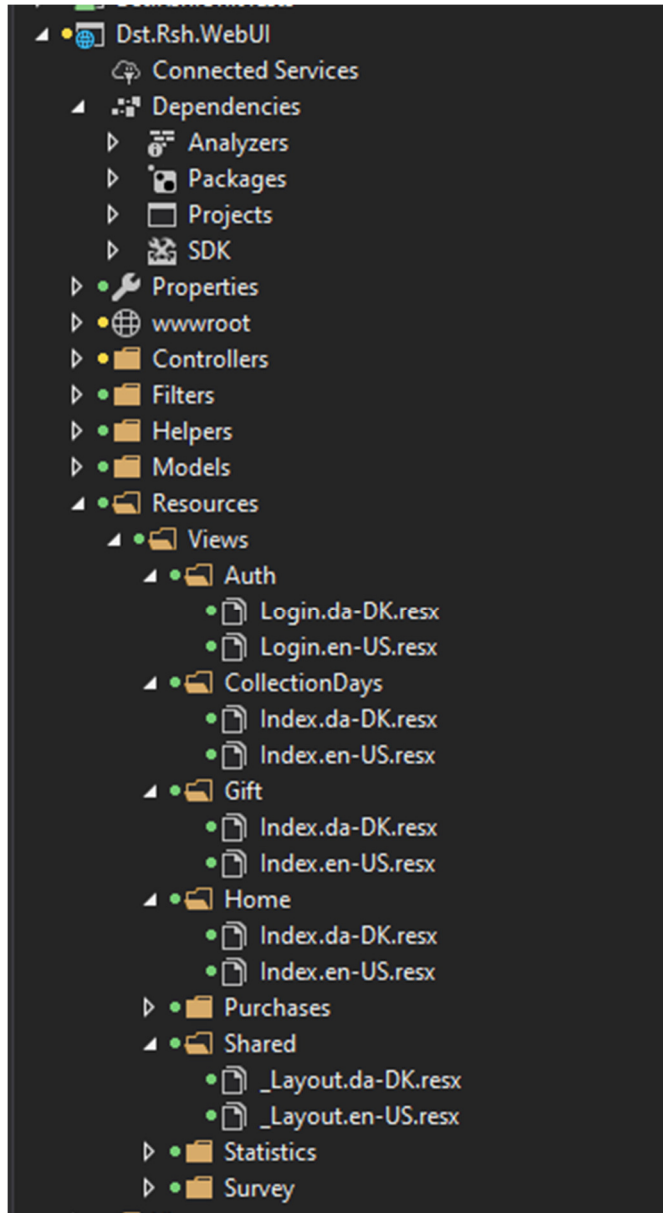 Dst.Rsh.WebUI
Connected Services
Dependencies
Analyzers
Packages
Projects
SDK
Properties
wwwroot
Controllers
Filters
Helpers
Models
Resources
Views
Auth
Login.da-DK.resx
Login.en-US.resx
CollectionDays
Index.da-DK.resx
Index.en-US.resx
Gift
Index.da-DK.resx
Index.en-US.resx
Home
Index.da-DK.resx
Index.en-US.resx
Purchases
Shared
_Layout.da-DK.resx
_Layout.en-US.resx
Statistics
Survey